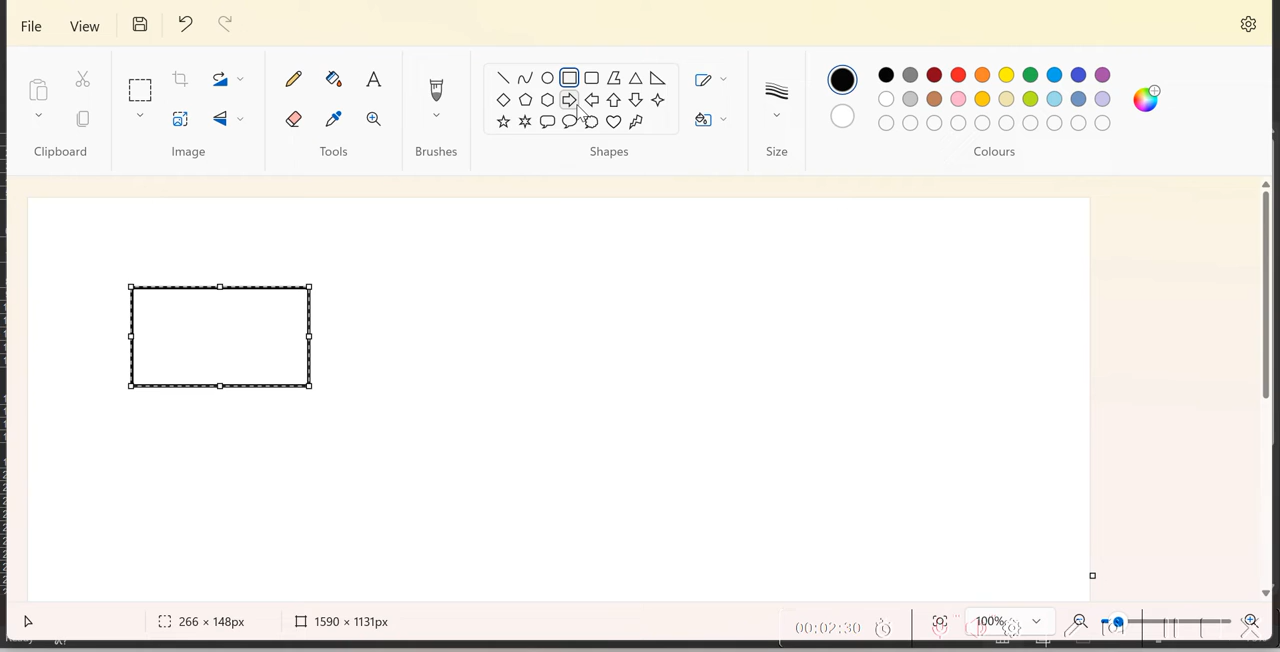 File View
Clipboard Image Tools Brushes Shapes Size Colours
266 × 148px 1590 × 1131px 00:02:30 100%